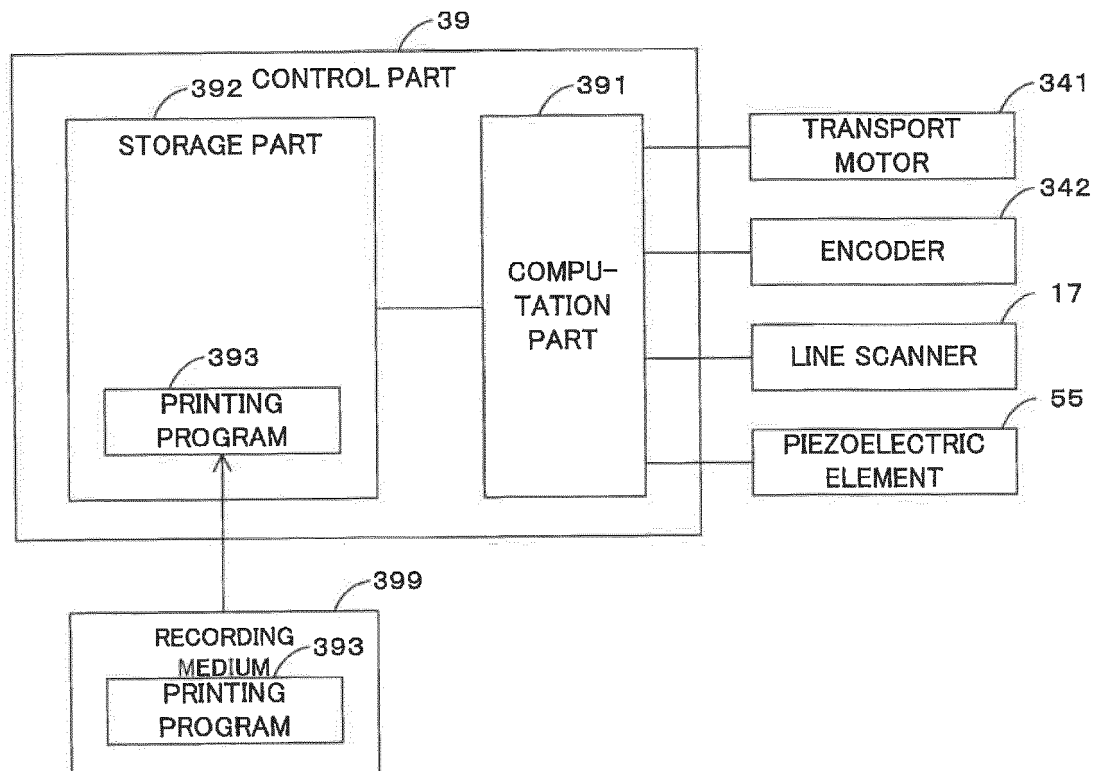 39
CONTROL PART
392
STORAGE PART
391
COMPU-
TATION
PART
341
TRANSPORT
MOTOR
342
ENCODER
17
LINE SCANNER
55
PIEZOELECTRIC
ELEMENT
393
PRINTING
PROGRAM
399
RECORDING
MEDIUM
393
PRINTING
PROGRAM